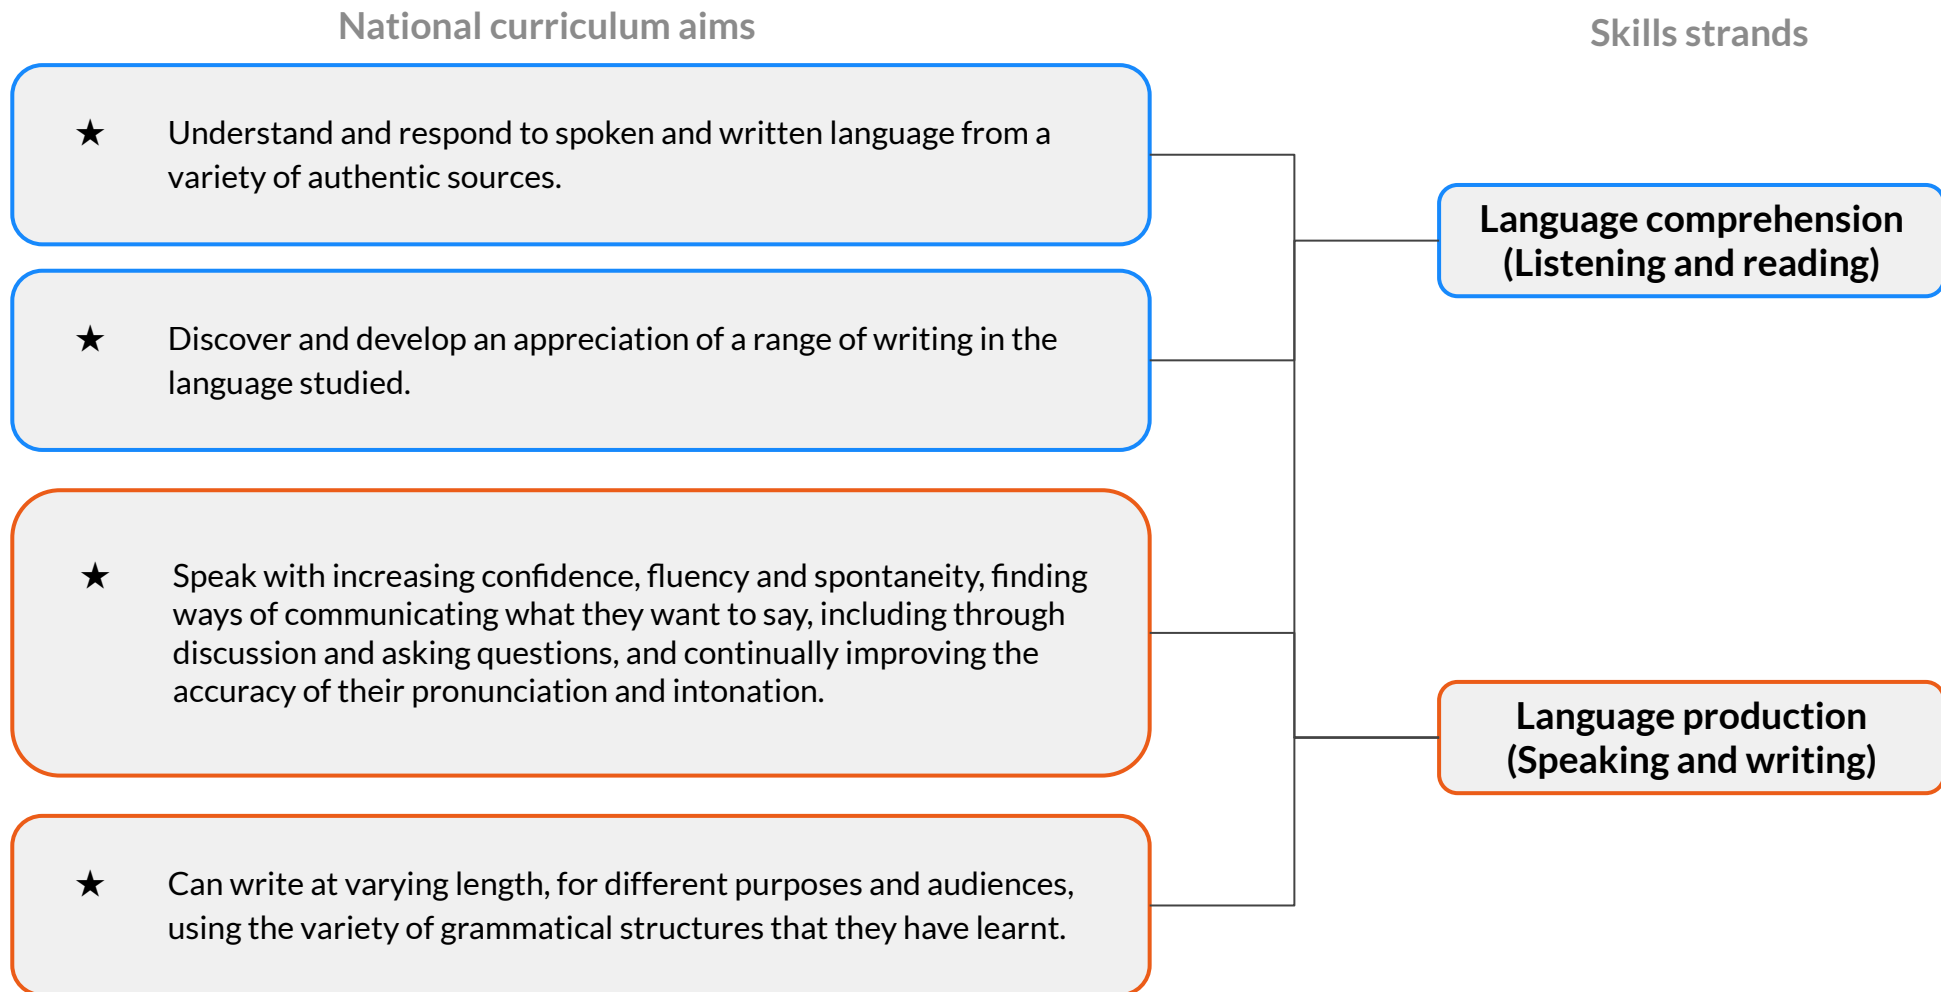 National curriculum aims
Skills strands
★ Understand and respond to spoken and written language from a
variety of authentic sources.
Language comprehension
(Listening and reading)
★ Discover and develop an appreciation of a range of writing in the
language studied.
★ Speak with increasing confidence, fluency and spontaneity, finding
ways of communicating what they want to say, including through
discussion and asking questions, and continually improving the
accuracy of their pronunciation and intonation.
Language production
(Speaking and writing)
★ Can write at varying length, for different purposes and audiences,
using the variety of grammatical structures that they have learnt.